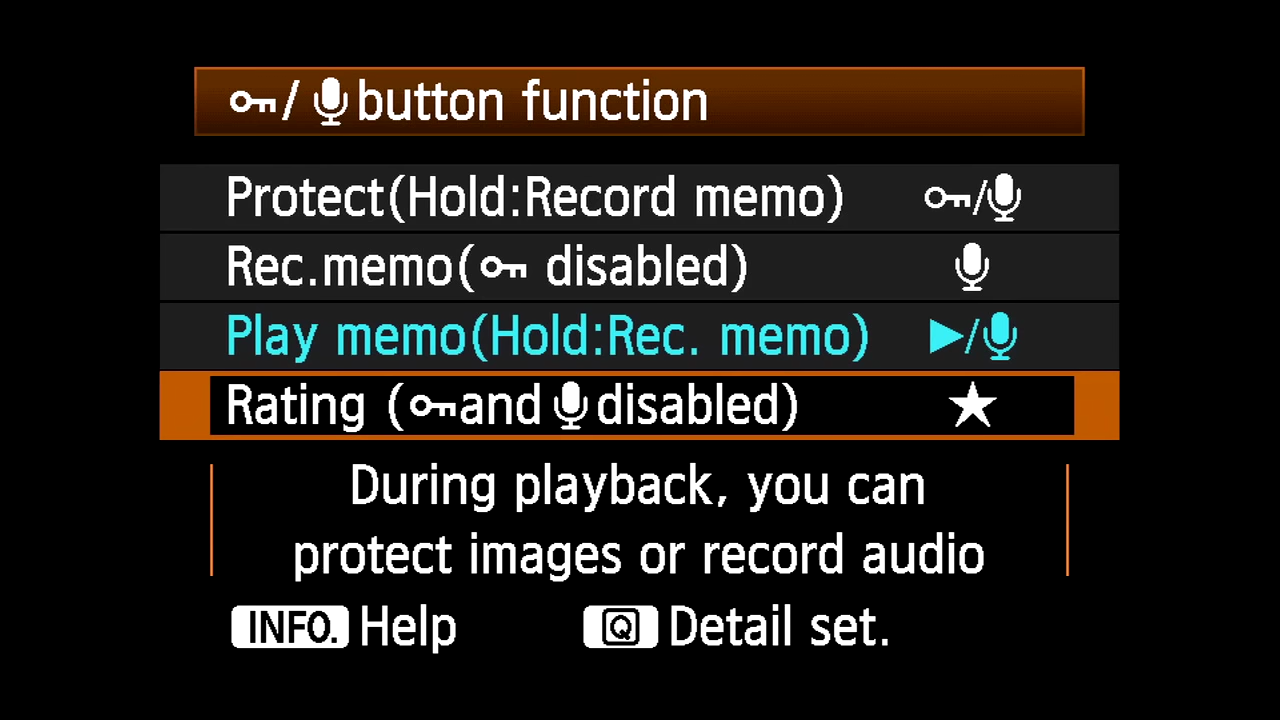 / button function
Protect(Hold:Record memo) /
Rec.memo( disabled)
Play memo(Hold:Rec. memo) /
Rating ( and disabled)
During playback, you can
protect images or record audio
INFO. Help Q Detail set.